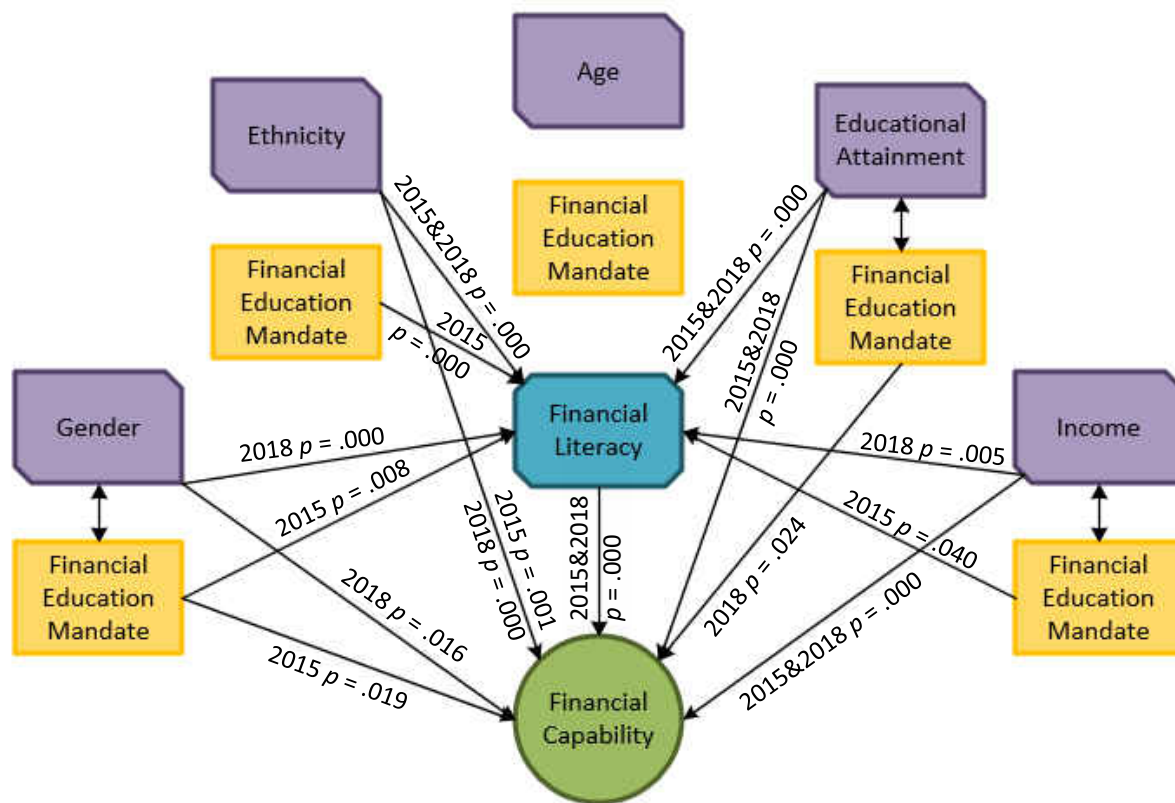 Age
Ethnicity
Educational
Attainment
Financial
Education
Mandate
Financial
Education
Mandate
Financial
Education
Mandate
2015&2018 p = .000
2015
p = .000
2015&2018 p = .000
2015&2018
p = .000
Gender
Financial
Literacy
Income
2018 p = .000
2015 p = .008
2018 p = .005
2015 p = .040
Financial
Education
Mandate
2018 p = .016
2015 p = .019
2015 p = .001
2018 p = .000
2015&2018
p = .000
2018 p = .024
2015&2018 p = .000
Financial
Education
Mandate
Financial
Capability